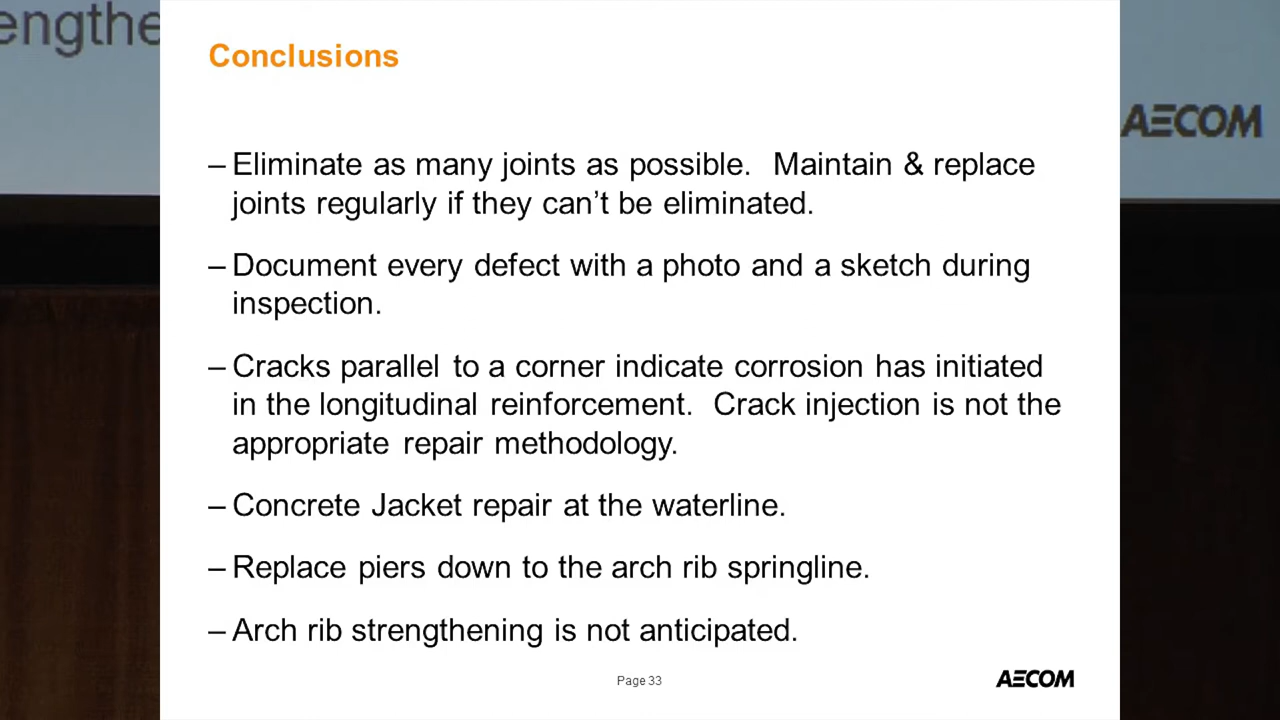 engthe
AECOM
Conclusions
– Eliminate as many joints as possible.  Maintain & replace
joints regularly if they can’t be eliminated.
– Document every defect with a photo and a sketch during
inspection.
– Cracks parallel to a corner indicate corrosion has initiated
in the longitudinal reinforcement.  Crack injection is not the
appropriate repair methodology.
– Concrete Jacket repair at the waterline.
– Replace piers down to the arch rib springline.
– Arch rib strengthening is not anticipated.
Page 33
AECOM